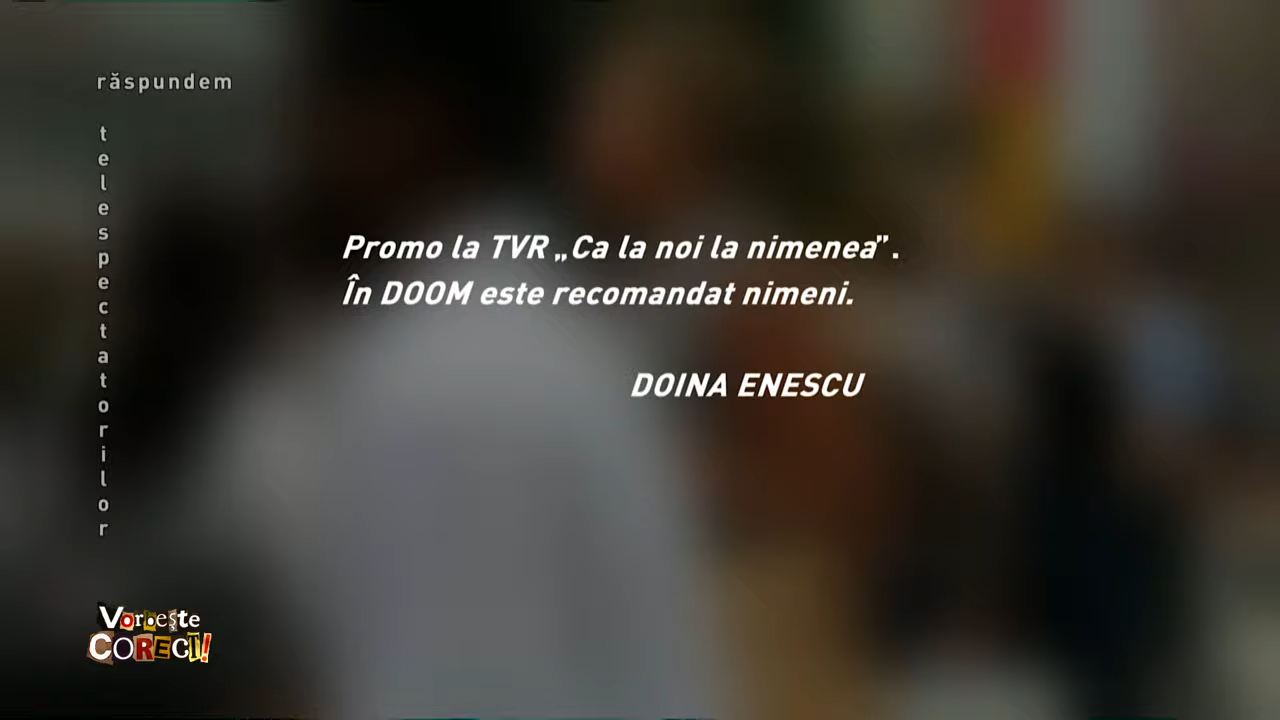 răspundem
telespectatorilor
Promo la TVR „Ca la noi la nimenea”.
În DOOM este recomandat nimeni.
DOINA ENESCU
Vorbește
CORECT!